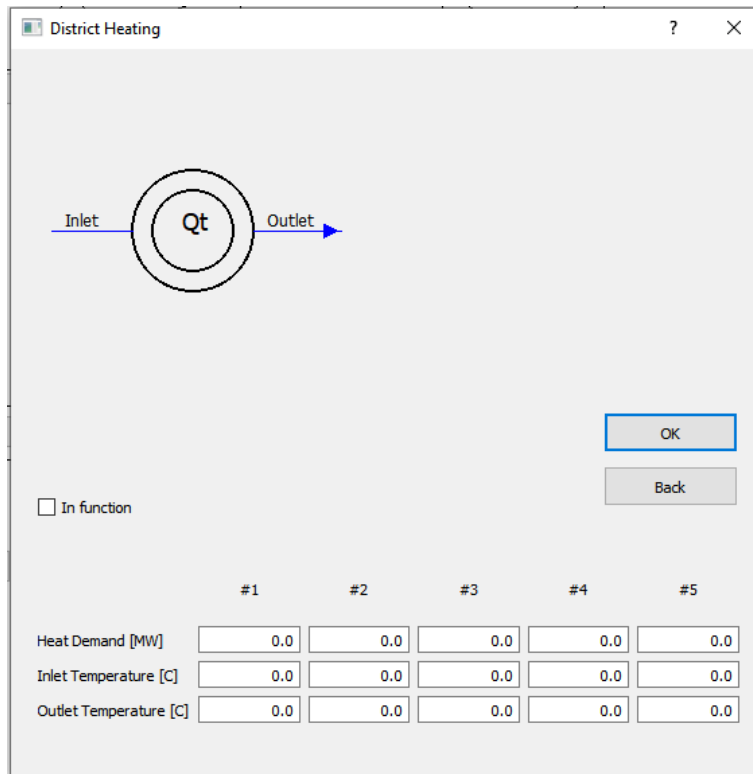 District Heating
?
Inlet
Qt
Outlet
OK
Back
In function
#1 #2 #3 #4 #5
Heat Demand [MW] 0.0 0.0 0.0 0.0 0.0
Inlet Temperature [C] 0.0 0.0 0.0 0.0 0.0
Outlet Temperature [C] 0.0 0.0 0.0 0.0 0.0